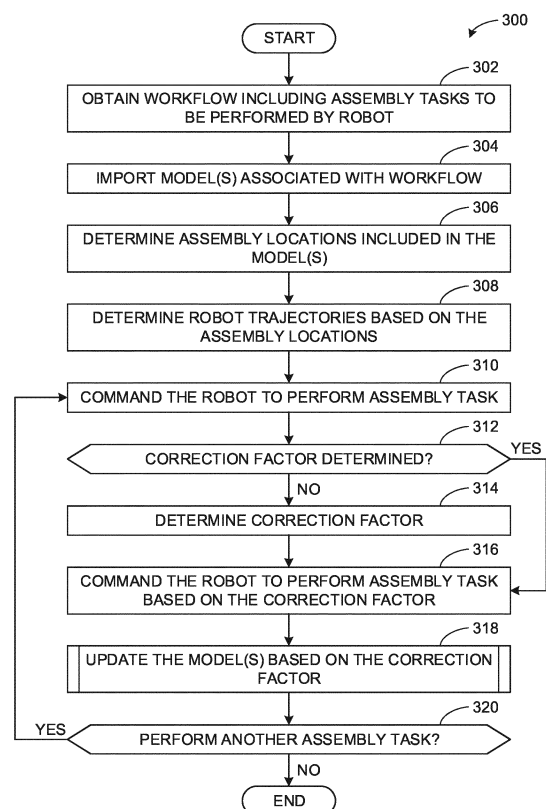 300
START
302
OBTAIN WORKFLOW INCLUDING ASSEMBLY TASKS TO
BE PERFORMED BY ROBOT
304
IMPORT MODEL(S) ASSOCIATED WITH WORKFLOW
306
DETERMINE ASSEMBLY LOCATIONS INCLUDED IN THE
MODEL(S)
308
DETERMINE ROBOT TRAJECTORIES BASED ON THE
ASSEMBLY LOCATIONS
310
COMMAND THE ROBOT TO PERFORM ASSEMBLY TASK
312
CORRECTION FACTOR DETERMINED?
YES
NO
314
DETERMINE CORRECTION FACTOR
316
COMMAND THE ROBOT TO PERFORM ASSEMBLY TASK
BASED ON THE CORRECTION FACTOR
318
UPDATE THE MODEL(S) BASED ON THE CORRECTION
FACTOR
320
YES
PERFORM ANOTHER ASSEMBLY TASK?
NO
END